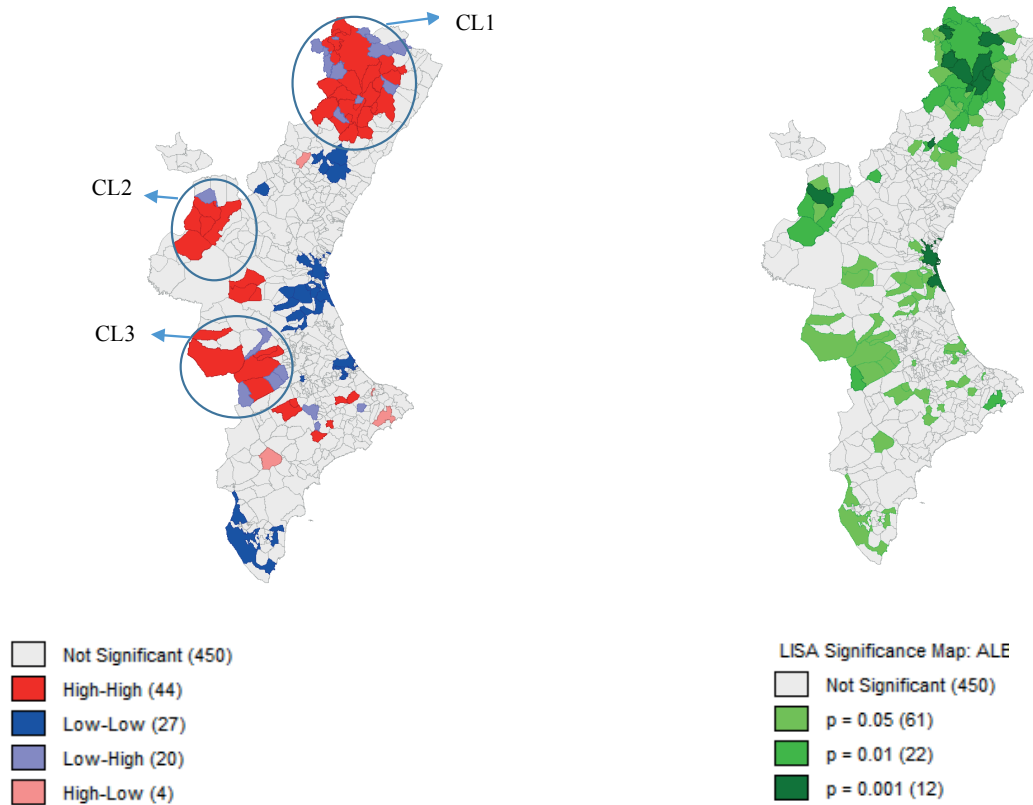 CL1
CL2
CL3
Not Significant (450)
High-High (44)
Low-Low (27)
Low-High (20)
High-Low (4)
LISA Significance Map: ALE
Not Significant (450)
p = 0.05 (61)
p = 0.01 (22)
p = 0.001 (12)